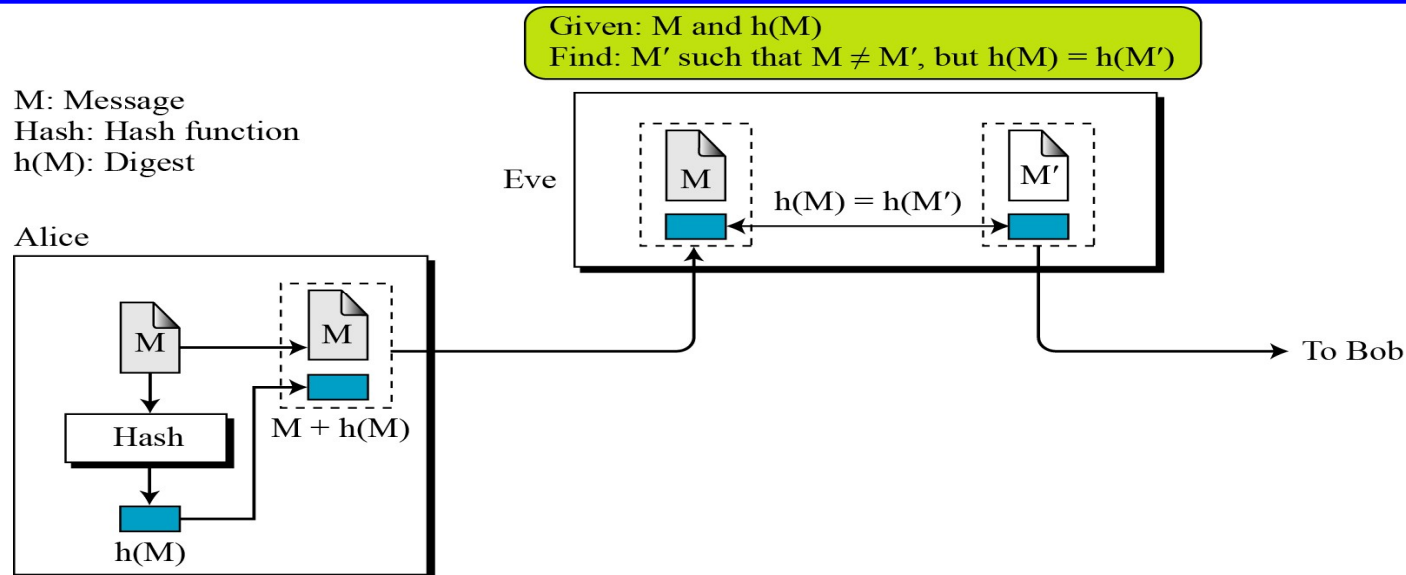 Given: M and h(M)
Find: M′ such that M ≠ M′, but h(M) = h(M′)
M: Message
Hash: Hash function
h(M): Digest
Eve
M
M′
h(M) = h(M′)
Alice
M
M
Hash
M + h(M)
h(M)
To Bob